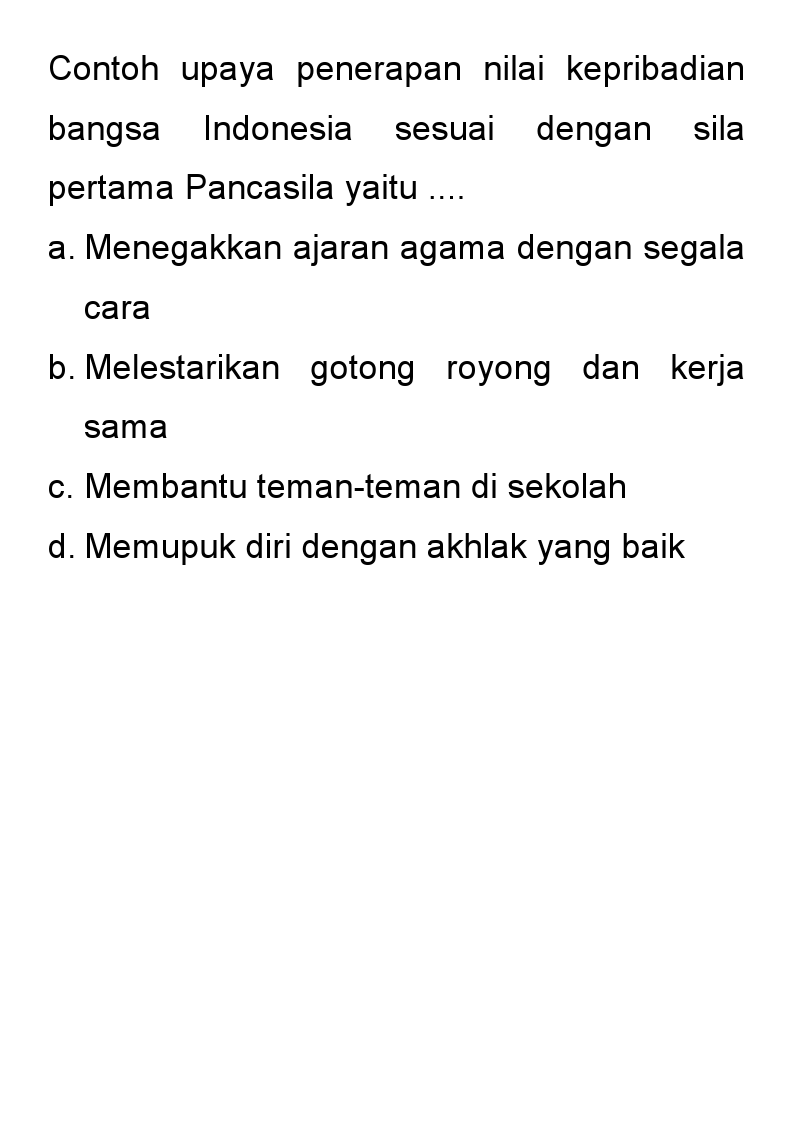 Contoh upaya penerapan nilai kepribadian
bangsa Indonesia sesuai dengan sila
pertama Pancasila yaitu ....
a. Menegakkan ajaran agama dengan segala
cara
b. Melestarikan gotong royong dan kerja
sama
c. Membantu teman-teman di sekolah
d. Memupuk diri dengan akhlak yang baik